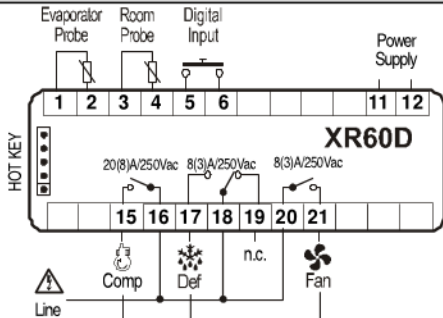 Evaporator Probe
Room Probe
Digital Input
Power Supply
1 2 3 4 5 6 11 12
XR60D
HOT KEY
20(8)A/250Vac 8(3)A/250Vac 8(3)A/250Vac
15 16 17 18 19 20 21
Comp Def n.c. Fan
Line